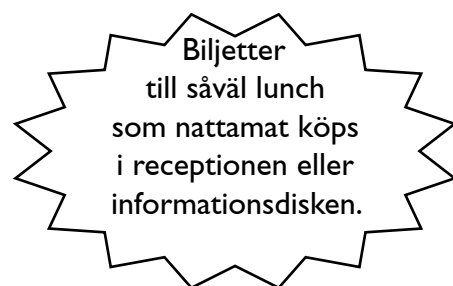 Biljetter
till såväl lunch
som nattamat köps
i receptionen eller
informationsdisken.